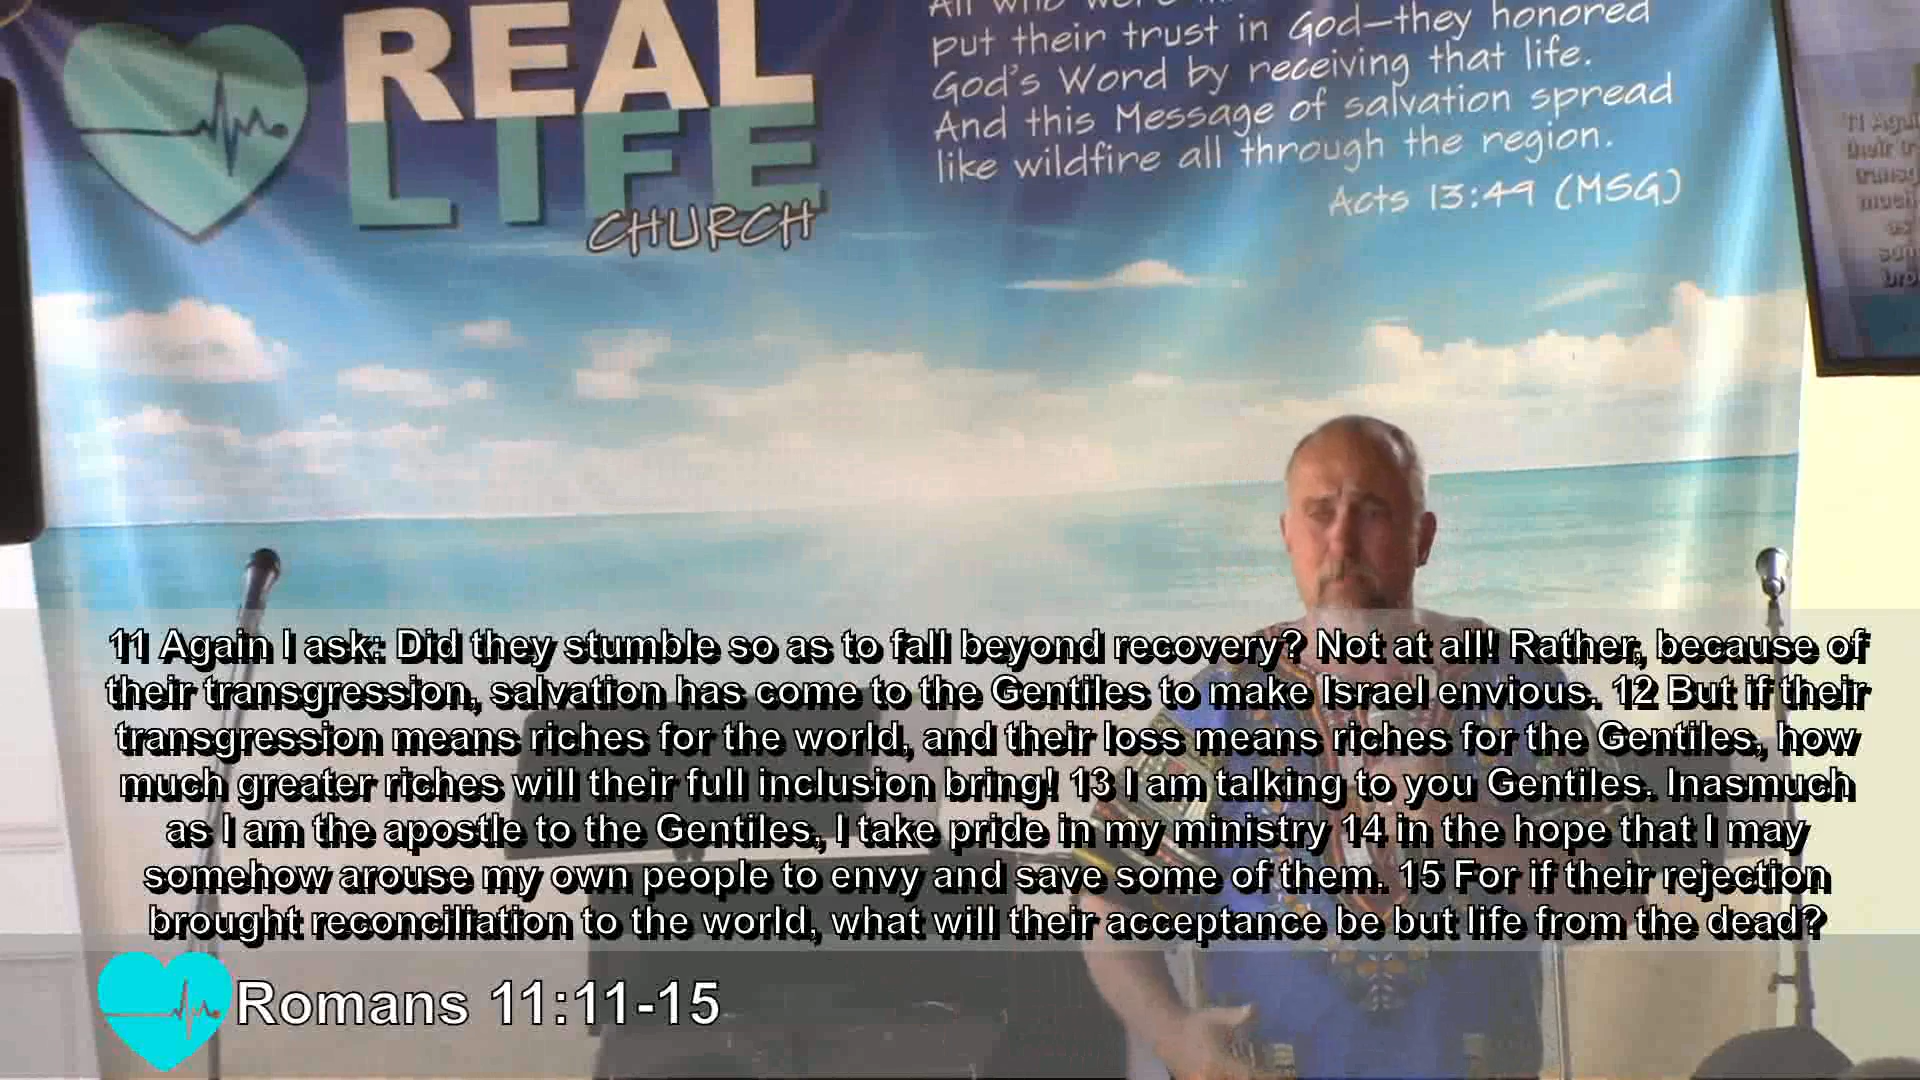 REAL
LIFE
CHURCH
All who
put their trust in God—they honored
God's Word by receiving that life.
And this Message of salvation spread
like wildfire all through the region.
Acts 13:49 (MSG)
11 Again
their
much
as
11 Again I ask: Did they stumble so as to fall beyond recovery? Not at all! Rather, because of
their transgression, salvation has come to the Gentiles to make Israel envious. 12 But if their
transgression means riches for the world, and their loss means riches for the Gentiles, how
much greater riches will their full inclusion bring! 13 I am talking to you Gentiles. Inasmuch
as I am the apostle to the Gentiles, I take pride in my ministry 14 in the hope that I may
somehow arouse my own people to envy and save some of them. 15 For if their rejection
brought reconciliation to the world, what will their acceptance be but life from the dead?
Romans 11:11-15